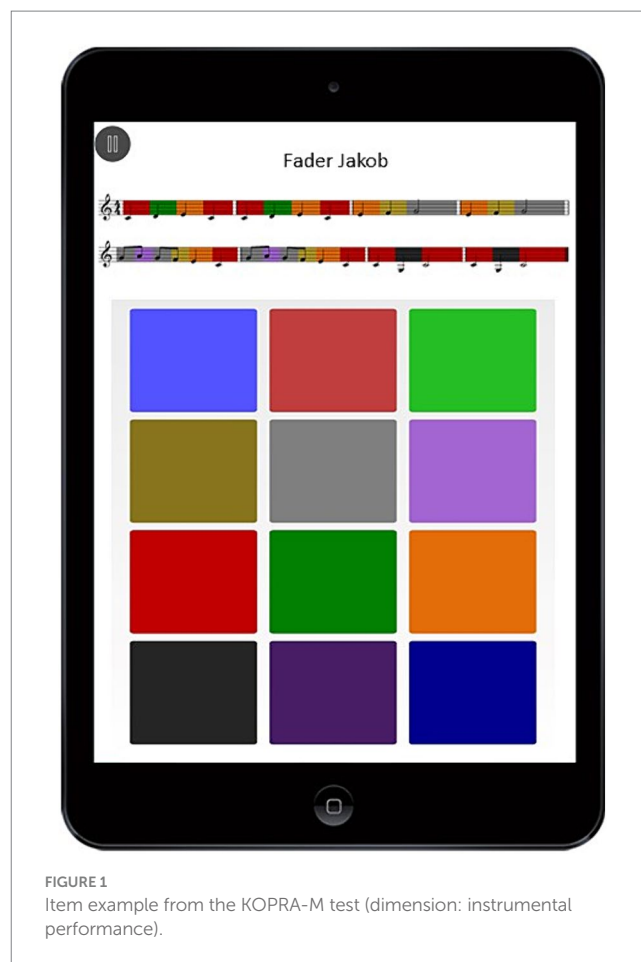 Fader Jakob
FIGURE 1
Item example from the KOPRA-M test (dimension: instrumental
performance).